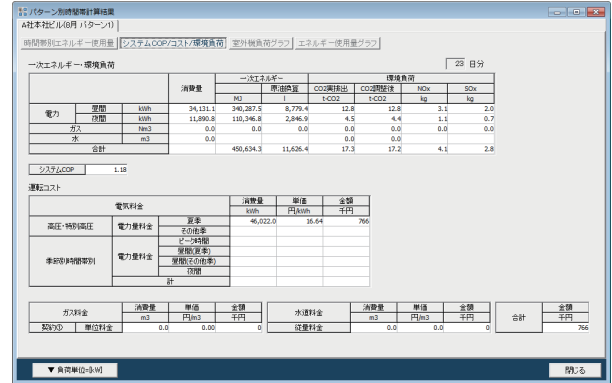 パターン別時間帯計算結果
A社本社ビル(8月 パターン1)
時間帯別エネルギー使用量 システムCOP/コスト/環境負荷 室外機負荷グラフ エネルギー使用量グラフ
一次エネルギー・環境負荷 23 日分
消費量 一次エネルギー 環境負荷
原油換算 CO2実排出 CO2調整後 NOx SOx
MJ l t-CO2 t-CO2 kg kg
電力 昼間 kWh 34,131.1 340,287.5 8,779.4 12.8 12.8 3.1 2.0
夜間 kWh 11,890.8 110,346.8 2,846.9 4.5 4.4 1.1 0.7
ガス Nm3 0.0 0.0 0.0 0.0 0.0 0.0 0.0
水 m3 0.0 0.0 0.0
合計 450,634.3 11,626.4 17.3 17.2 4.1 2.8
システムCOP 1.18
運転コスト
電気料金 消費量 単価 金額
kWh 円/kWh 千円
高圧・特別高圧 電力量料金 夏季 46,022.0 16.64 766
その他季
季節別時間帯別 電力量料金 ピーク時間
昼間(夏季)
昼間(その他季)
夜間
計
ガス料金 消費量 単価 金額 水道料金 消費量 単価 金額 合計 金額
m3 円/m3 千円 m3 円/m3 千円 千円
契約① 単位料金 0.0 0.00 0 従量料金 0.0 0.0 0 766
▼ 負荷単位=[kW] 閉じる